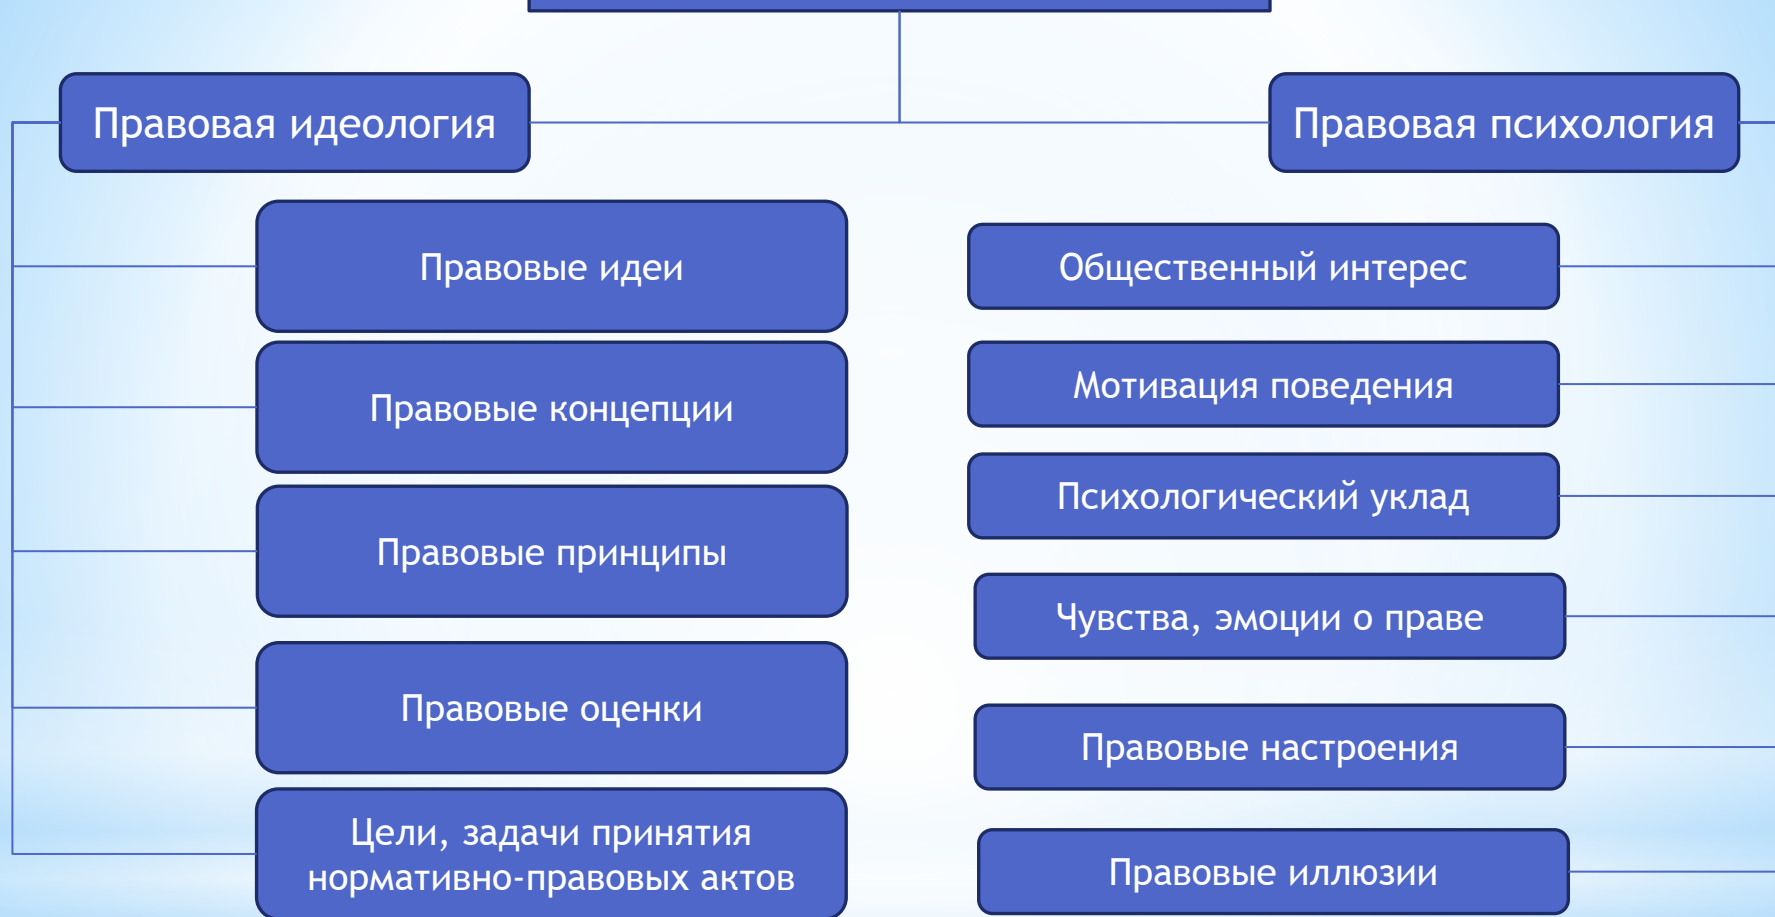 Правовая идеология
Правовая психология
Правовые идеи
Правовые концепции
Правовые принципы
Правовые оценки
Цели, задачи принятия
нормативно-правовых актов
Общественный интерес
Мотивация поведения
Психологический уклад
Чувства, эмоции о праве
Правовые настроения
Правовые иллюзии